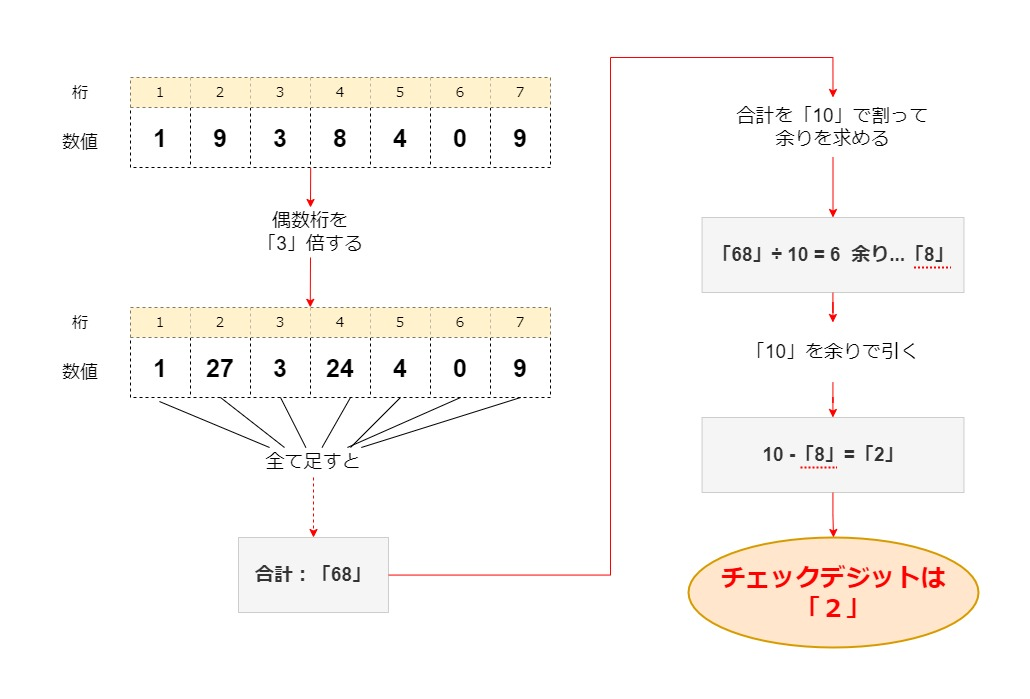 桁 1 2 3 4 5 6 7
数値 1 9 3 8 4 0 9
偶数桁を
「3」倍する
桁 1 2 3 4 5 6 7
数値 1 27 3 24 4 0 9
全て足すと
合計：「68」
合計を「10」で割って
余りを求める
「68」÷ 10 = 6 余り...「8」
「10」を余りで引く
10 -「8」=「2」
チェックデジットは
「２」